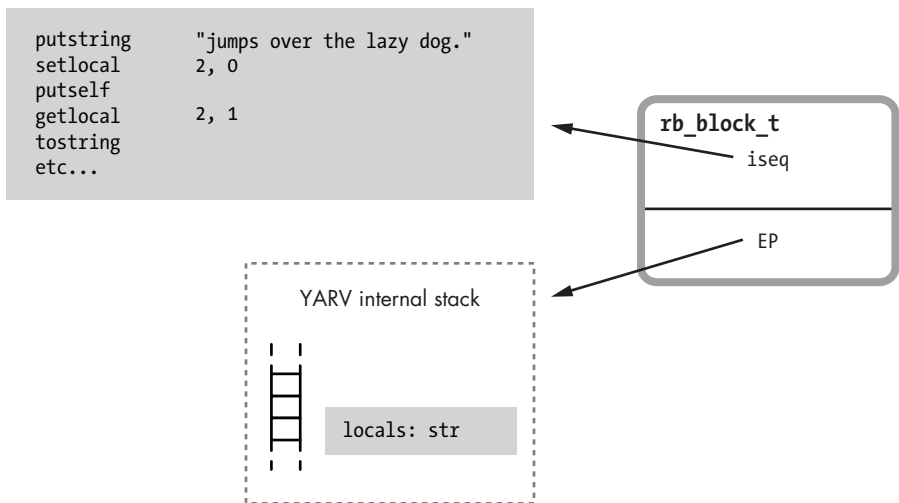 putstring "jumps over the lazy dog."
setlocal 2, 0
putself
getlocal 2, 1
tostring
etc...
rb_block_t
iseq
EP
YARV internal stack
locals: str